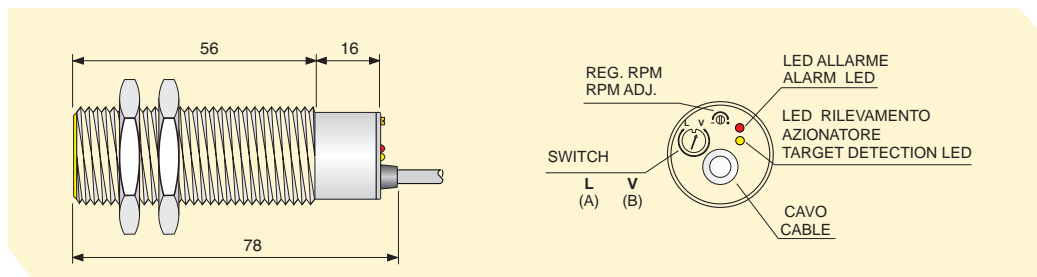 56
16
78
REG. RPM
RPM ADJ.
LED ALLARME
ALARM LED
LED RILEVAMENTO
AZIONATORE
TARGET DETECTION LED
L V
- +
SWITCH
L V
(A) (B)
CAVO
CABLE